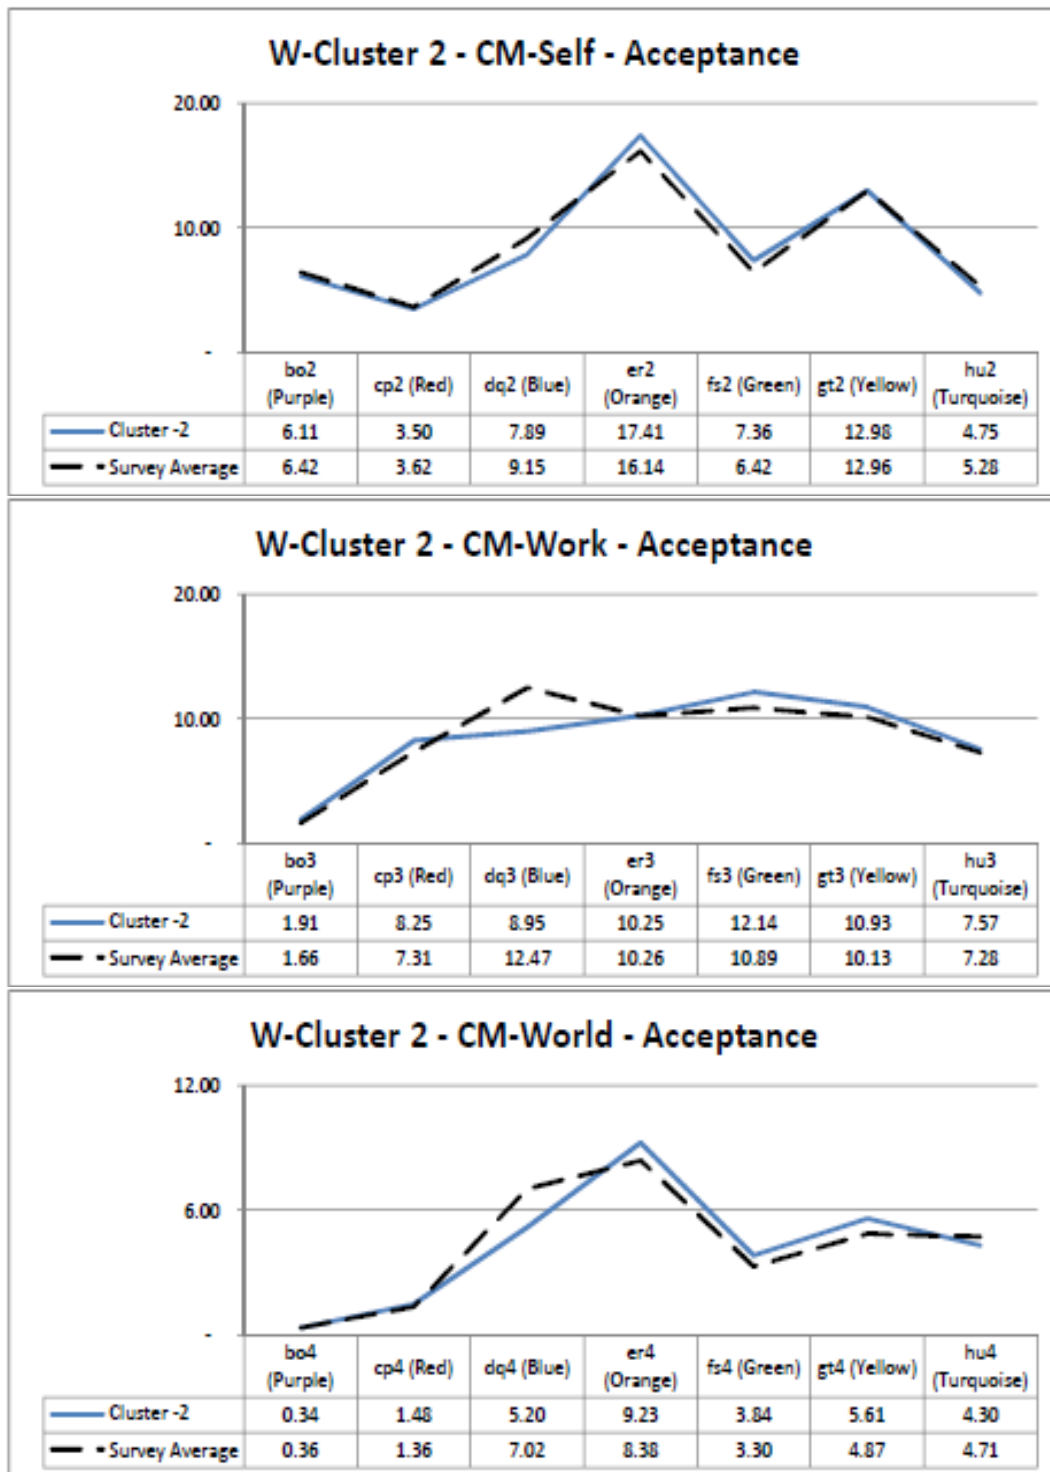 W-Cluster 2 - CM-Self - Acceptance
20.00
10.00
-
bo2 (Purple) cp2 (Red) dq2 (Blue) er2 (Orange) fs2 (Green) gt2 (Yellow) hu2 (Turquoise)
Cluster -2 6.11 3.50 7.89 17.41 7.36 12.98 4.75
Survey Average 6.42 3.62 9.15 16.14 6.42 12.96 5.28
W-Cluster 2 - CM-Work - Acceptance
20.00
10.00
-
bo3 (Purple) cp3 (Red) dq3 (Blue) er3 (Orange) fs3 (Green) gt3 (Yellow) hu3 (Turquoise)
Cluster -2 1.91 8.25 8.95 10.25 12.14 10.93 7.57
Survey Average 1.66 7.31 12.47 10.26 10.89 10.13 7.28
W-Cluster 2 - CM-World - Acceptance
12.00
6.00
-
bo4 (Purple) cp4 (Red) dq4 (Blue) er4 (Orange) fs4 (Green) gt4 (Yellow) hu4 (Turquoise)
Cluster -2 0.34 1.48 5.20 9.23 3.84 5.61 4.30
Survey Average 0.36 1.36 7.02 8.38 3.30 4.87 4.71